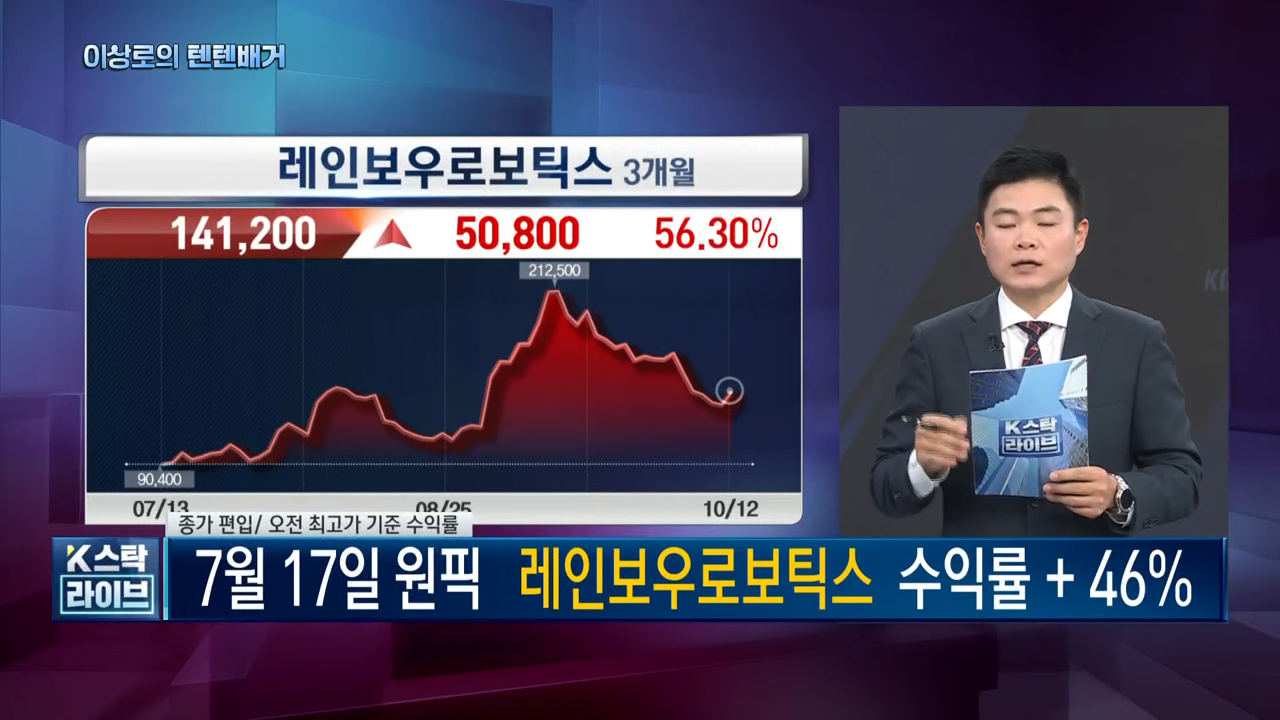 이상로의 텐텐배거
레인보우로보틱스 3개월
141,200 50,800 56.30%
212,500
90,400
07/13 08/25 10/12
종가 편입/ 오전 최고가 기준 수익률
K스탁
라이브
7월 17일 원픽 레인보우로보틱스 수익률 + 46%
K스탁
라이브